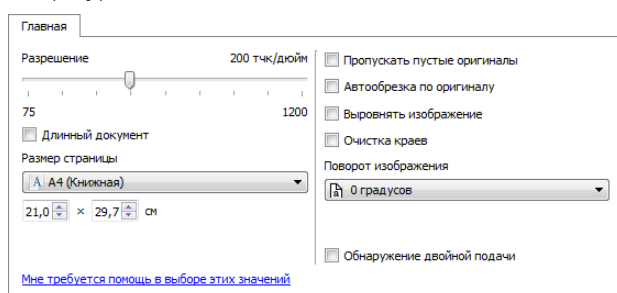 Главная
Разрешение 200 тчк/дюйм
75 1200
Длинный документ
Размер страницы
A4 (Книжная)
21,0 × 29,7 см
Мне требуется помощь в выборе этих значений
Пропускать пустые оригиналы
Автообрезка по оригиналу
Выровнять изображение
Очистка краев
Поворот изображения
0 градусов
Обнаружение двойной подачи